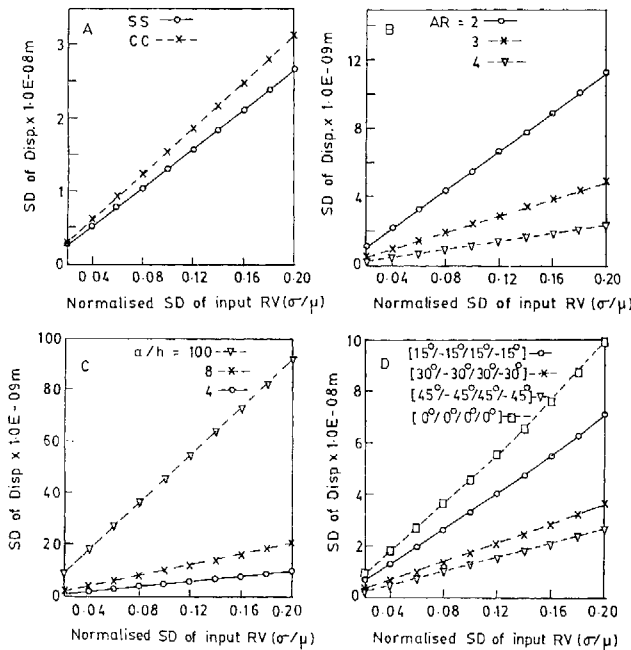 A
SS
CC
SD of Disp. x 1.0E-08m
3
2
1
0
0.04 0.08 0.12 0.16 0.20
Normalised SD of input RV (σ/μ)
B
AR = 2
3
4
SD of Disp. x 1.0E-09m
12
8
4
0
0.04 0.08 0.12 0.16 0.20
Normalised SD of input RV (σ/μ)
C
a/h = 100
8
4
SD of Disp x 1.0E-09m
100
80
60
40
20
0
0.04 0.08 0.12 0.16 0.20
Normalised SD of input RV (σ/μ)
D
[15°/-15°/15°/-15°]
[30°/-30°/30°/-30°]
[45°/-45°/45°/-45°]
[0°/0°/0°/0°]
SD of Disp x 1.0E-08m
10
8
6
4
2
0
0.04 0.08 0.12 0.16 0.20
Normalised SD of input RV (σ/μ)